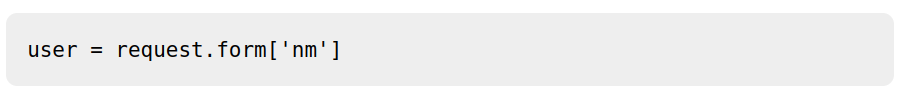 user = request.form['nm']